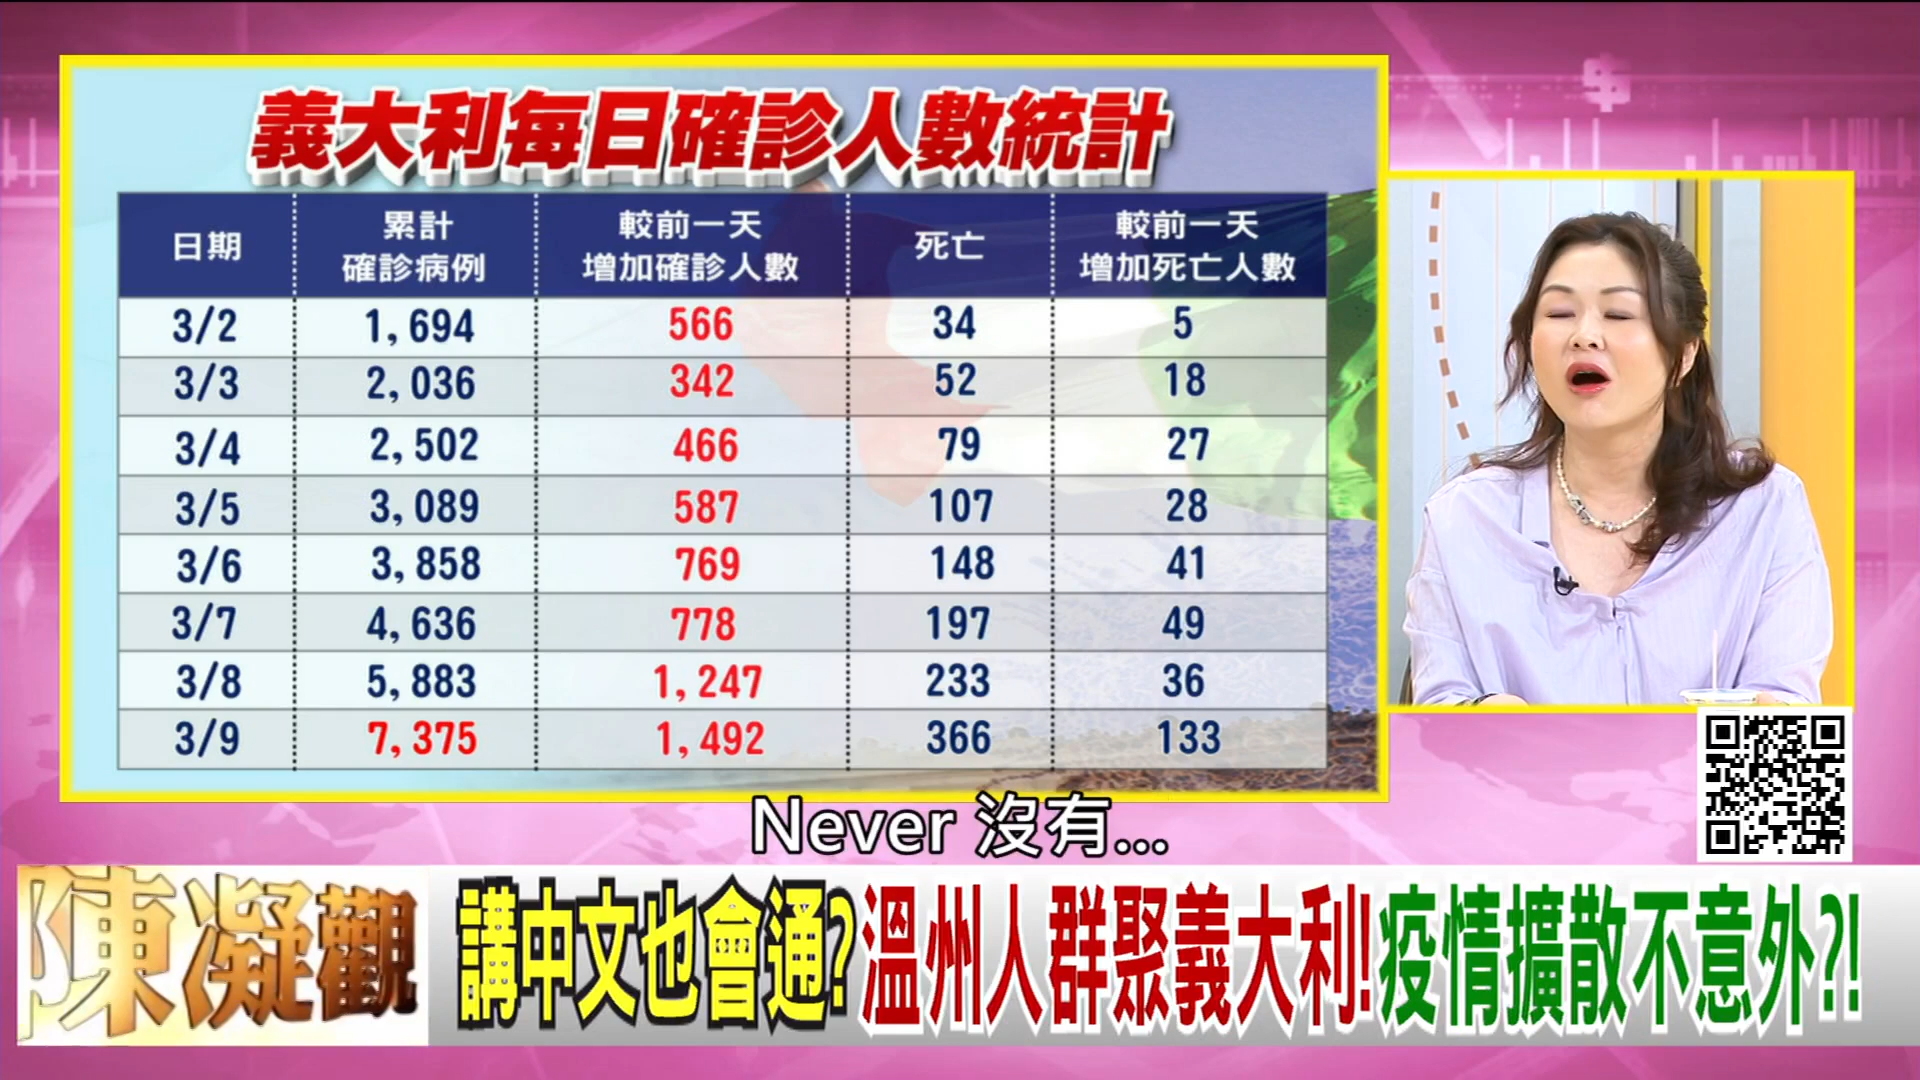 義大利每日確診人數統計
日期 累計確診病例 較前一天增加確診人數 死亡 較前一天增加死亡人數
3/2 1,694 566 34 5
3/3 2,036 342 52 18
3/4 2,502 466 79 27
3/5 3,089 587 107 28
3/6 3,858 769 148 41
3/7 4,636 778 197 49
3/8 5,883 1,247 233 36
3/9 7,375 1,492 366 133
Never 沒有...
陳凝觀
講中文也會通?溫州人群聚義大利!疫情擴散不意外?!